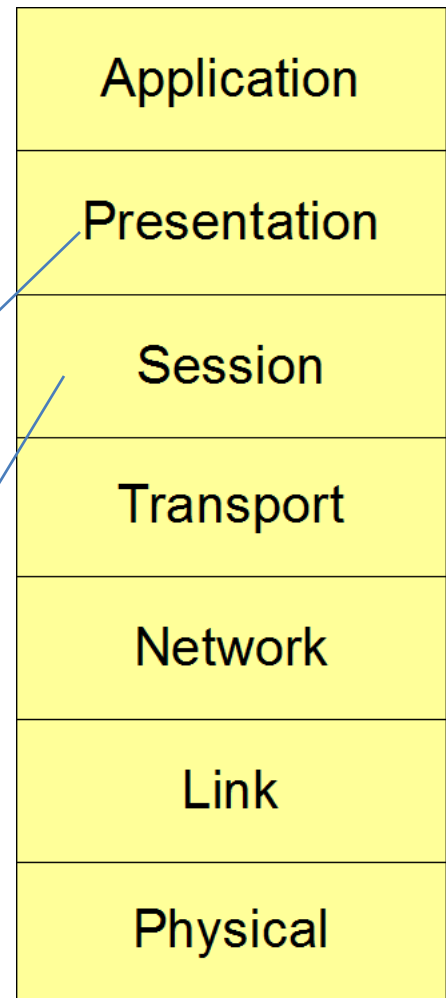 Application
Presentation
Session
Transport
Network
Link
Physical